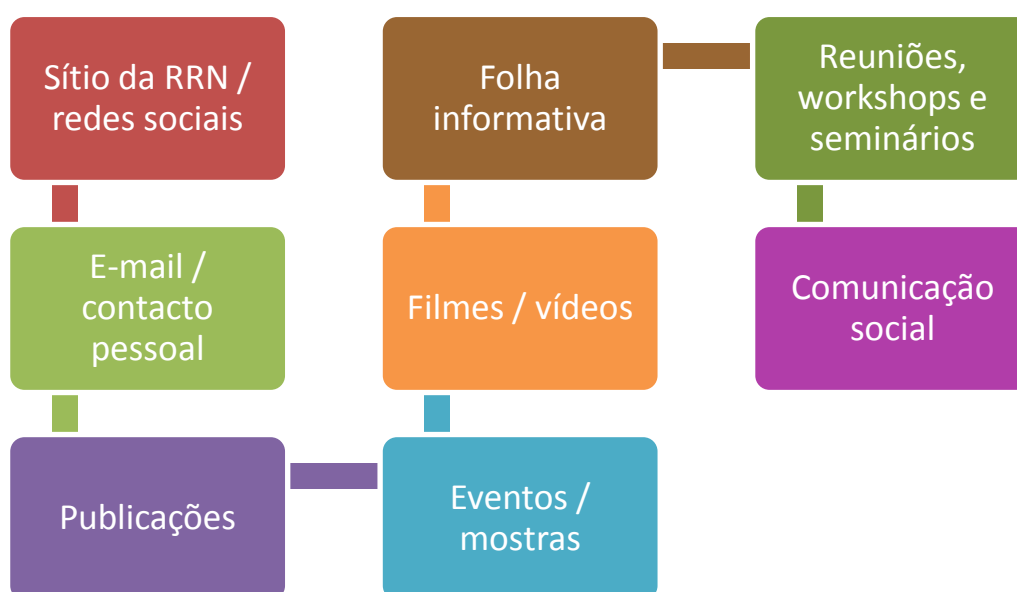 Sítio da RRN /
redes sociais
E-mail /
contacto
pessoal
Publicações
Eventos /
mostras
Filmes / vídeos
Folha
informativa
Reuniões,
workshops e
seminários
Comunicação
social